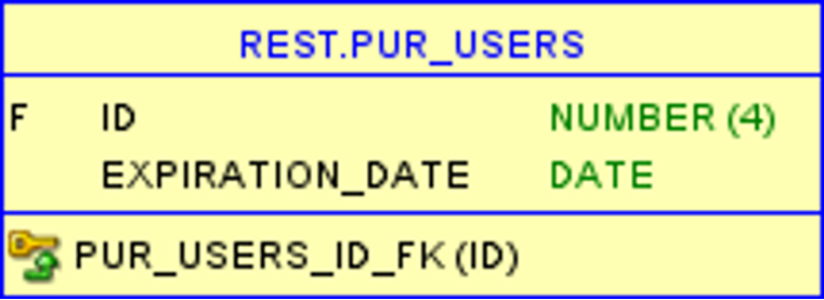 REST.PUR_USERS
F ID NUMBER (4)
EXPIRATION_DATE DATE
PUR_USERS_ID_FK (ID)